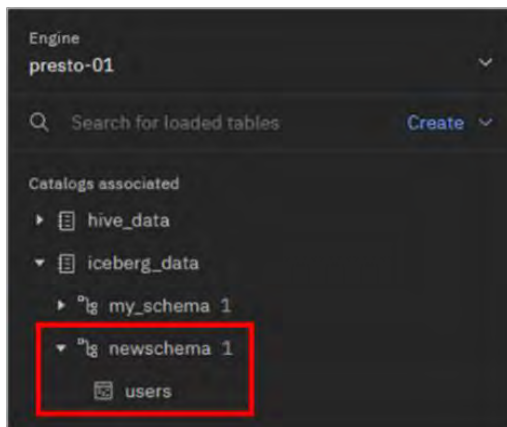 Engine
presto-01
Search for loaded tables Create
Catalogs associated
hive_data
iceberg_data
my_schema 1
newschema 1
users